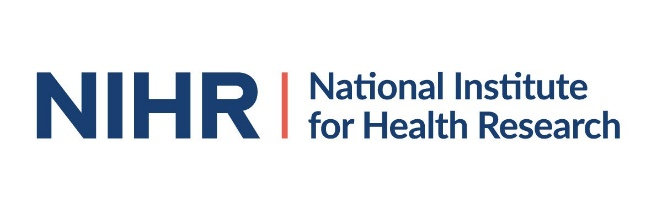 NIHR
National Institute
for Health Research